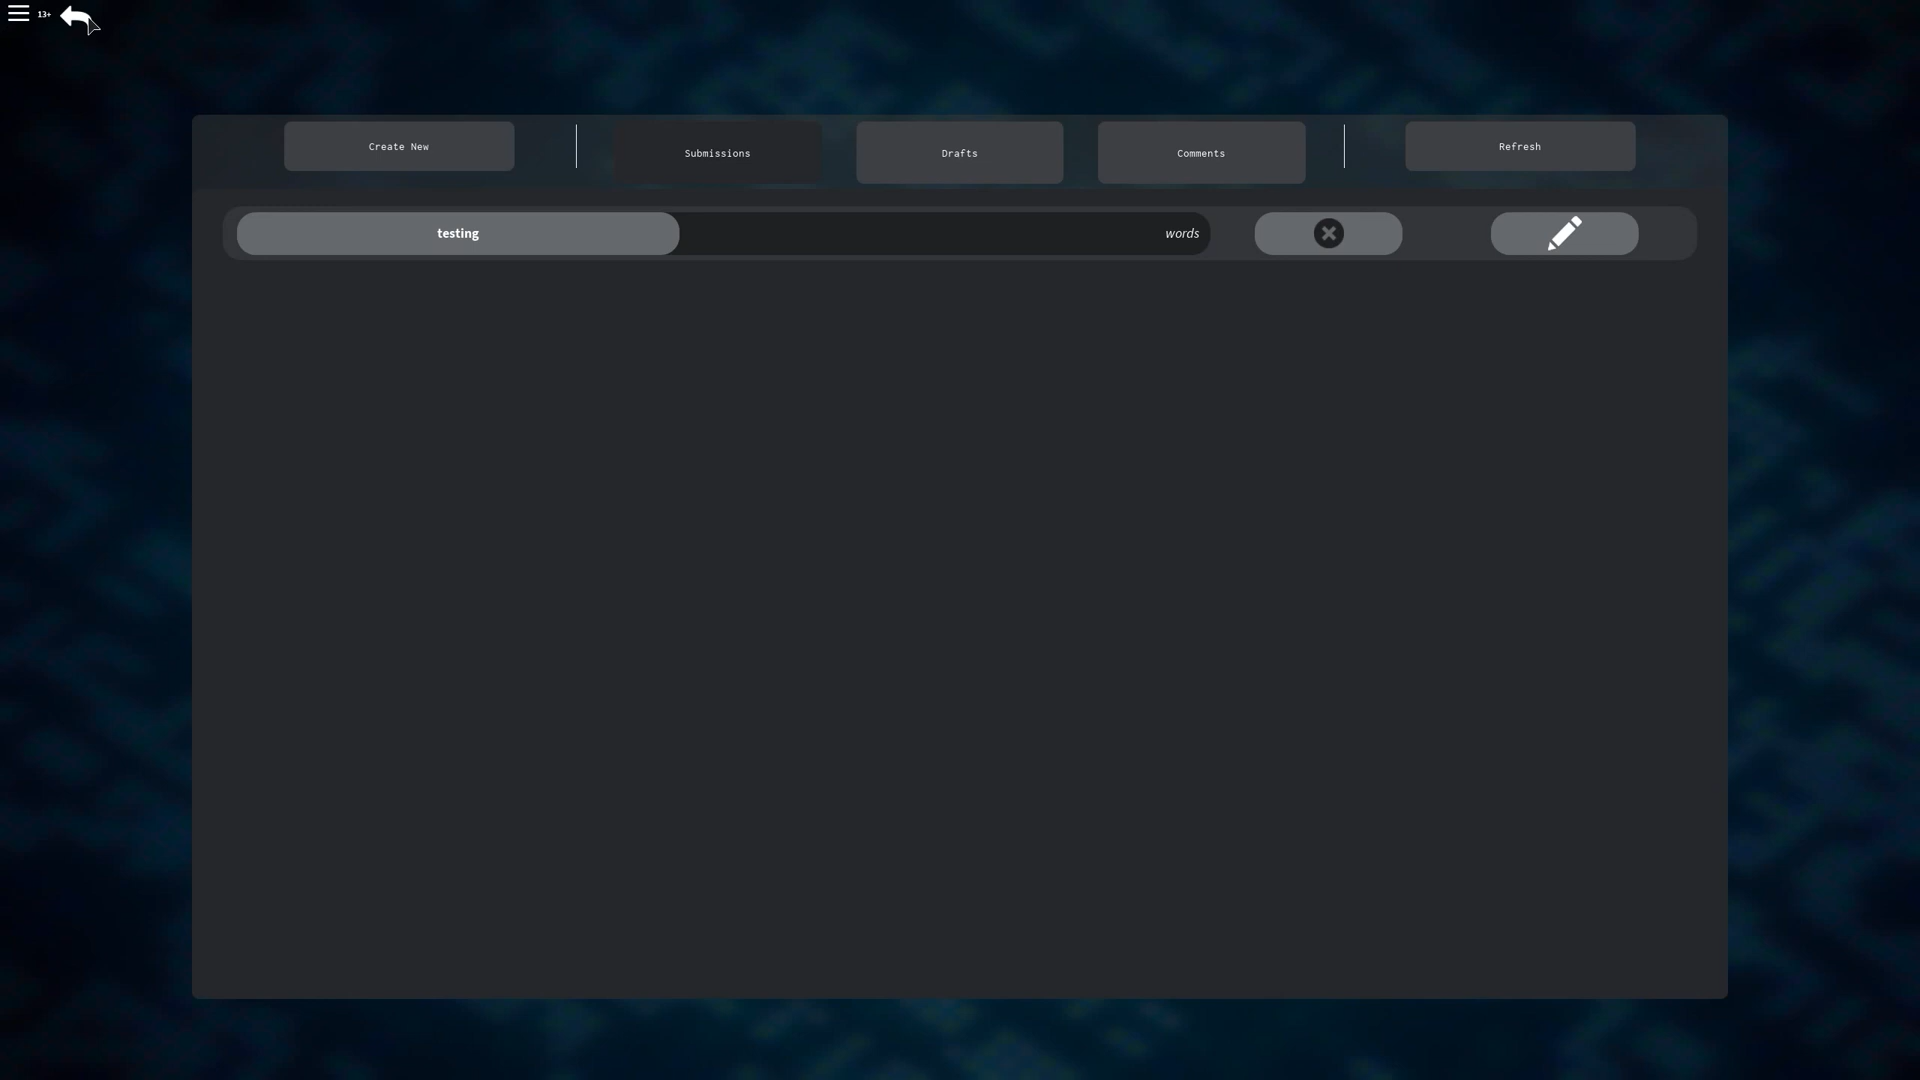 13+
Create New
Submissions
Drafts
Comments
Refresh
testing
words